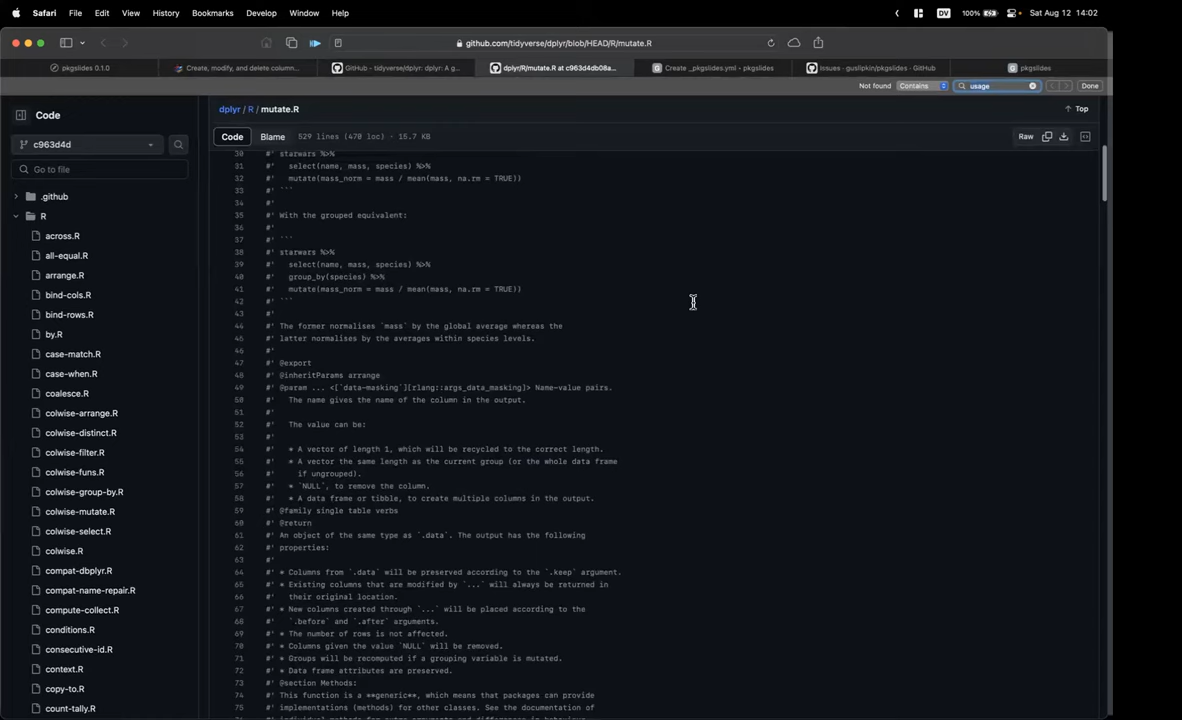 Safari File Edit View History Bookmarks Develop Window Help DV 100% Sat Aug 12 14:02
github.com/tidyverse/dplyr/blob/HEAD/R/mutate.R
pkgslides 0.1.0
Create, modify, and delete column...
GitHub - tidyverse/dplyr: dplyr: A g...
dplyr/R/mutate.R at c963d4db08a...
Create _pkgslides.yml · pkgslides
Issues · guslipkin/pkgslides · GitHub
pkgslides
Not found Contains usage Done
Code
dplyr / R / mutate.R
Top
c963d4d
Code Blame 529 lines (470 loc) · 15.7 KB
Raw
Go to file
.github
R
across.R
all-equal.R
arrange.R
bind-cols.R
bind-rows.R
by.R
case-match.R
case-when.R
coalesce.R
colwise-arrange.R
colwise-distinct.R
colwise-filter.R
colwise-funs.R
colwise-group-by.R
colwise-mutate.R
colwise-select.R
colwise.R
compat-dbplyr.R
compat-name-repair.R
compute-collect.R
conditions.R
consecutive-id.R
context.R
copy-to.R
count-tally.R
30 #' starwars %>%
31 #'   select(name, mass, species) %>%
32 #'   mutate(mass_norm = mass / mean(mass, na.rm = TRUE))
33 #' ```
34 #'
35 #' With the grouped equivalent:
36 #'
37 #' ```
38 #' starwars %>%
39 #'   select(name, mass, species) %>%
40 #'   group_by(species) %>%
41 #'   mutate(mass_norm = mass / mean(mass, na.rm = TRUE))
42 #' ```
43 #'
44 #' The former normalises `mass` by the global average whereas the
45 #' latter normalises by the averages within species levels.
46 #'
47 #' @export
48 #' @inheritParams arrange
49 #' @param ... <[`data-masking`][rlang::args_data_masking]> Name-value pairs.
50 #'   The name gives the name of the column in the output.
51 #'
52 #'   The value can be:
53 #'
54 #'   * A vector of length 1, which will be recycled to the correct length.
55 #'   * A vector the same length as the current group (or the whole data frame
56 #'     if ungrouped).
57 #'   * `NULL`, to remove the column.
58 #'   * A data frame or tibble, to create multiple columns in the output.
59 #' @family single table verbs
60 #' @return
61 #' An object of the same type as `.data`. The output has the following
62 #' properties:
63 #'
64 #' * Columns from `.data` will be preserved according to the `.keep` argument.
65 #' * Existing columns that are modified by `...` will always be returned in
66 #'   their original location.
67 #' * New columns created through `...` will be placed according to the
68 #'   `.before` and `.after` arguments.
69 #' * The number of rows is not affected.
70 #' * Columns given the value `NULL` will be removed.
71 #' * Groups will be recomputed if a grouping variable is mutated.
72 #' * Data frame attributes are preserved.
73 #' @section Methods:
74 #' This function is a **generic**, which means that packages can provide
75 #' implementations (methods) for other classes. See the documentation of